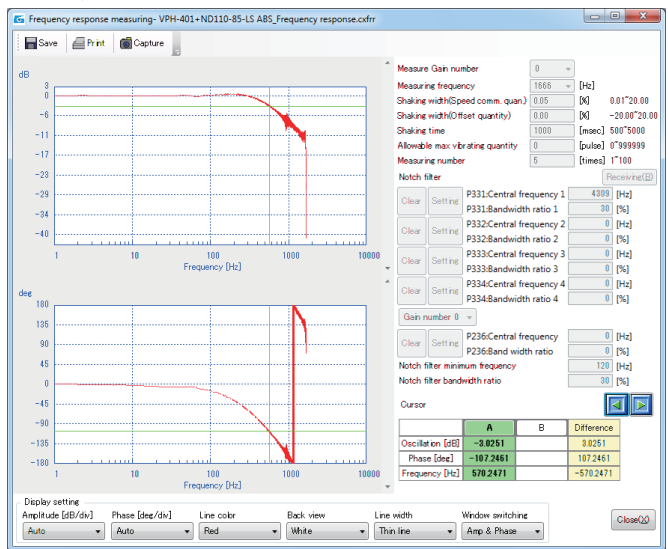 Frequency response measuring- VPH-401+ND110-85-LS ABS_Frequency response.cxfrr
Save Print Capture
dB
3
0
-6
-11
-17
-23
-29
-34
-40
1 10 100 1000 10000
Frequency [Hz]
deg
180
135
90
45
0
-45
-90
-135
-180
1 10 100 1000 10000
Frequency [Hz]
Measure Gain number 0
Measuring frequency 1666 [Hz]
Shaking width(Speed comm. quan.) 0.05 [%] 0.01~20.00
Shaking width(Offset quantity) 0.00 [%] -20.00~20.00
Shaking time 1000 [msec] 500~5000
Allowable max vibrating quantity 0 [pulse] 0~999999
Measuring number 5 [times] 1~100
Notch filter Receiving(R)
Clear Setting P331:Central frequency 1 4309 [Hz]
P331:Bandwidth ratio 1 30 [%]
Clear Setting P332:Central frequency 2 0 [Hz]
P332:Bandwidth ratio 2 0 [%]
Clear Setting P333:Central frequency 3 0 [Hz]
P333:Bandwidth ratio 3 0 [%]
Clear Setting P334:Central frequency 4 0 [Hz]
P334:Bandwidth ratio 4 0 [%]
Gain number 0
Clear Setting P236:Central frequency 0 [Hz]
P236:Band width ratio 0 [%]
Notch filter minimum frequency 120 [Hz]
Notch filter bandwidth ratio 30 [%]
Cursor
A B Difference
Oscillation [dB] -3.0251 3.0251
Phase [deg] -107.2461 107.2461
Frequency [Hz] 570.2471 -570.2471
Display setting
Amplitude [dB/div] Phase [deg/div] Line color Back view Line width Window switching
Auto Auto Red White Thin line Amp & Phase
Close(X)